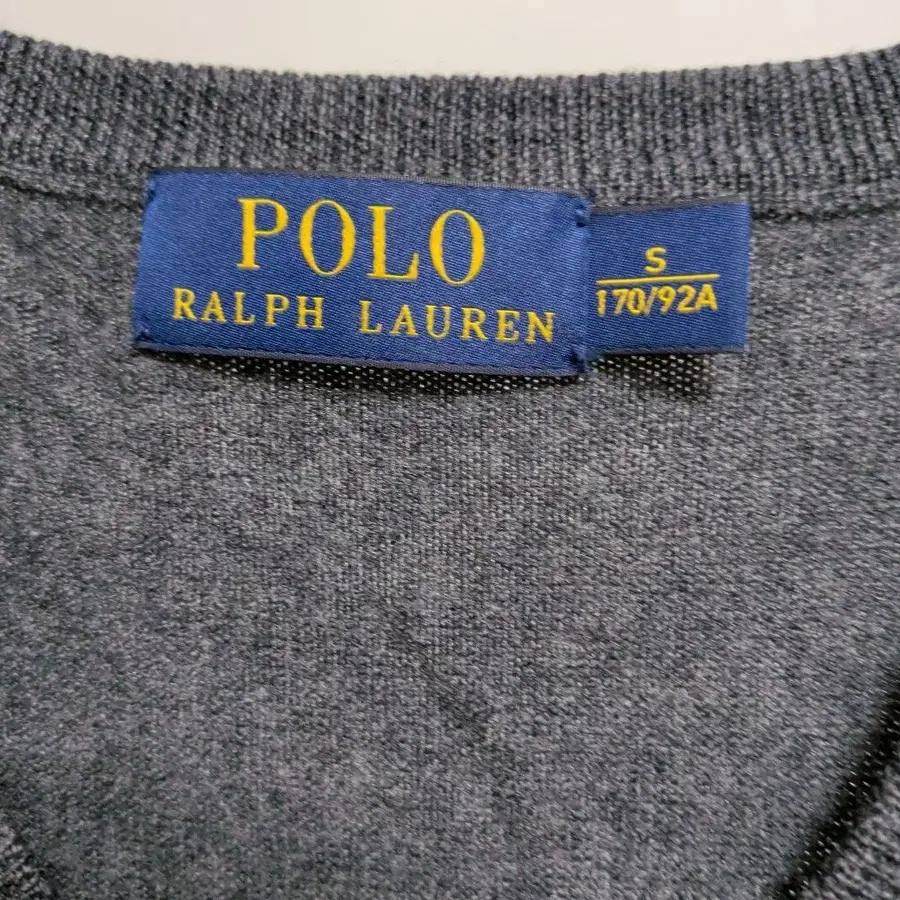 POLO
RALPH LAUREN
S
170/92A